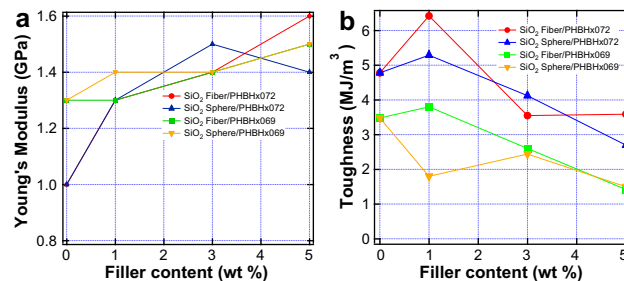 a
Young's Modulus (GPa)
1.6
1.4
1.2
1.0
0.8
SiO2 Fiber/PHBHx072
SiO2 Sphere/PHBHx072
SiO2 Fiber/PHBHx069
SiO2 Sphere/PHBHx069
0 1 2 3 4 5
Filler content (wt %)
b
Toughness (MJ/m3)
6
5
4
3
2
1
0
SiO2 Fiber/PHBHx072
SiO2 Sphere/PHBHx072
SiO2 Fiber/PHBHx069
SiO2 Sphere/PHBHx069
0 1 2 3 4 5
Filler content (wt %)